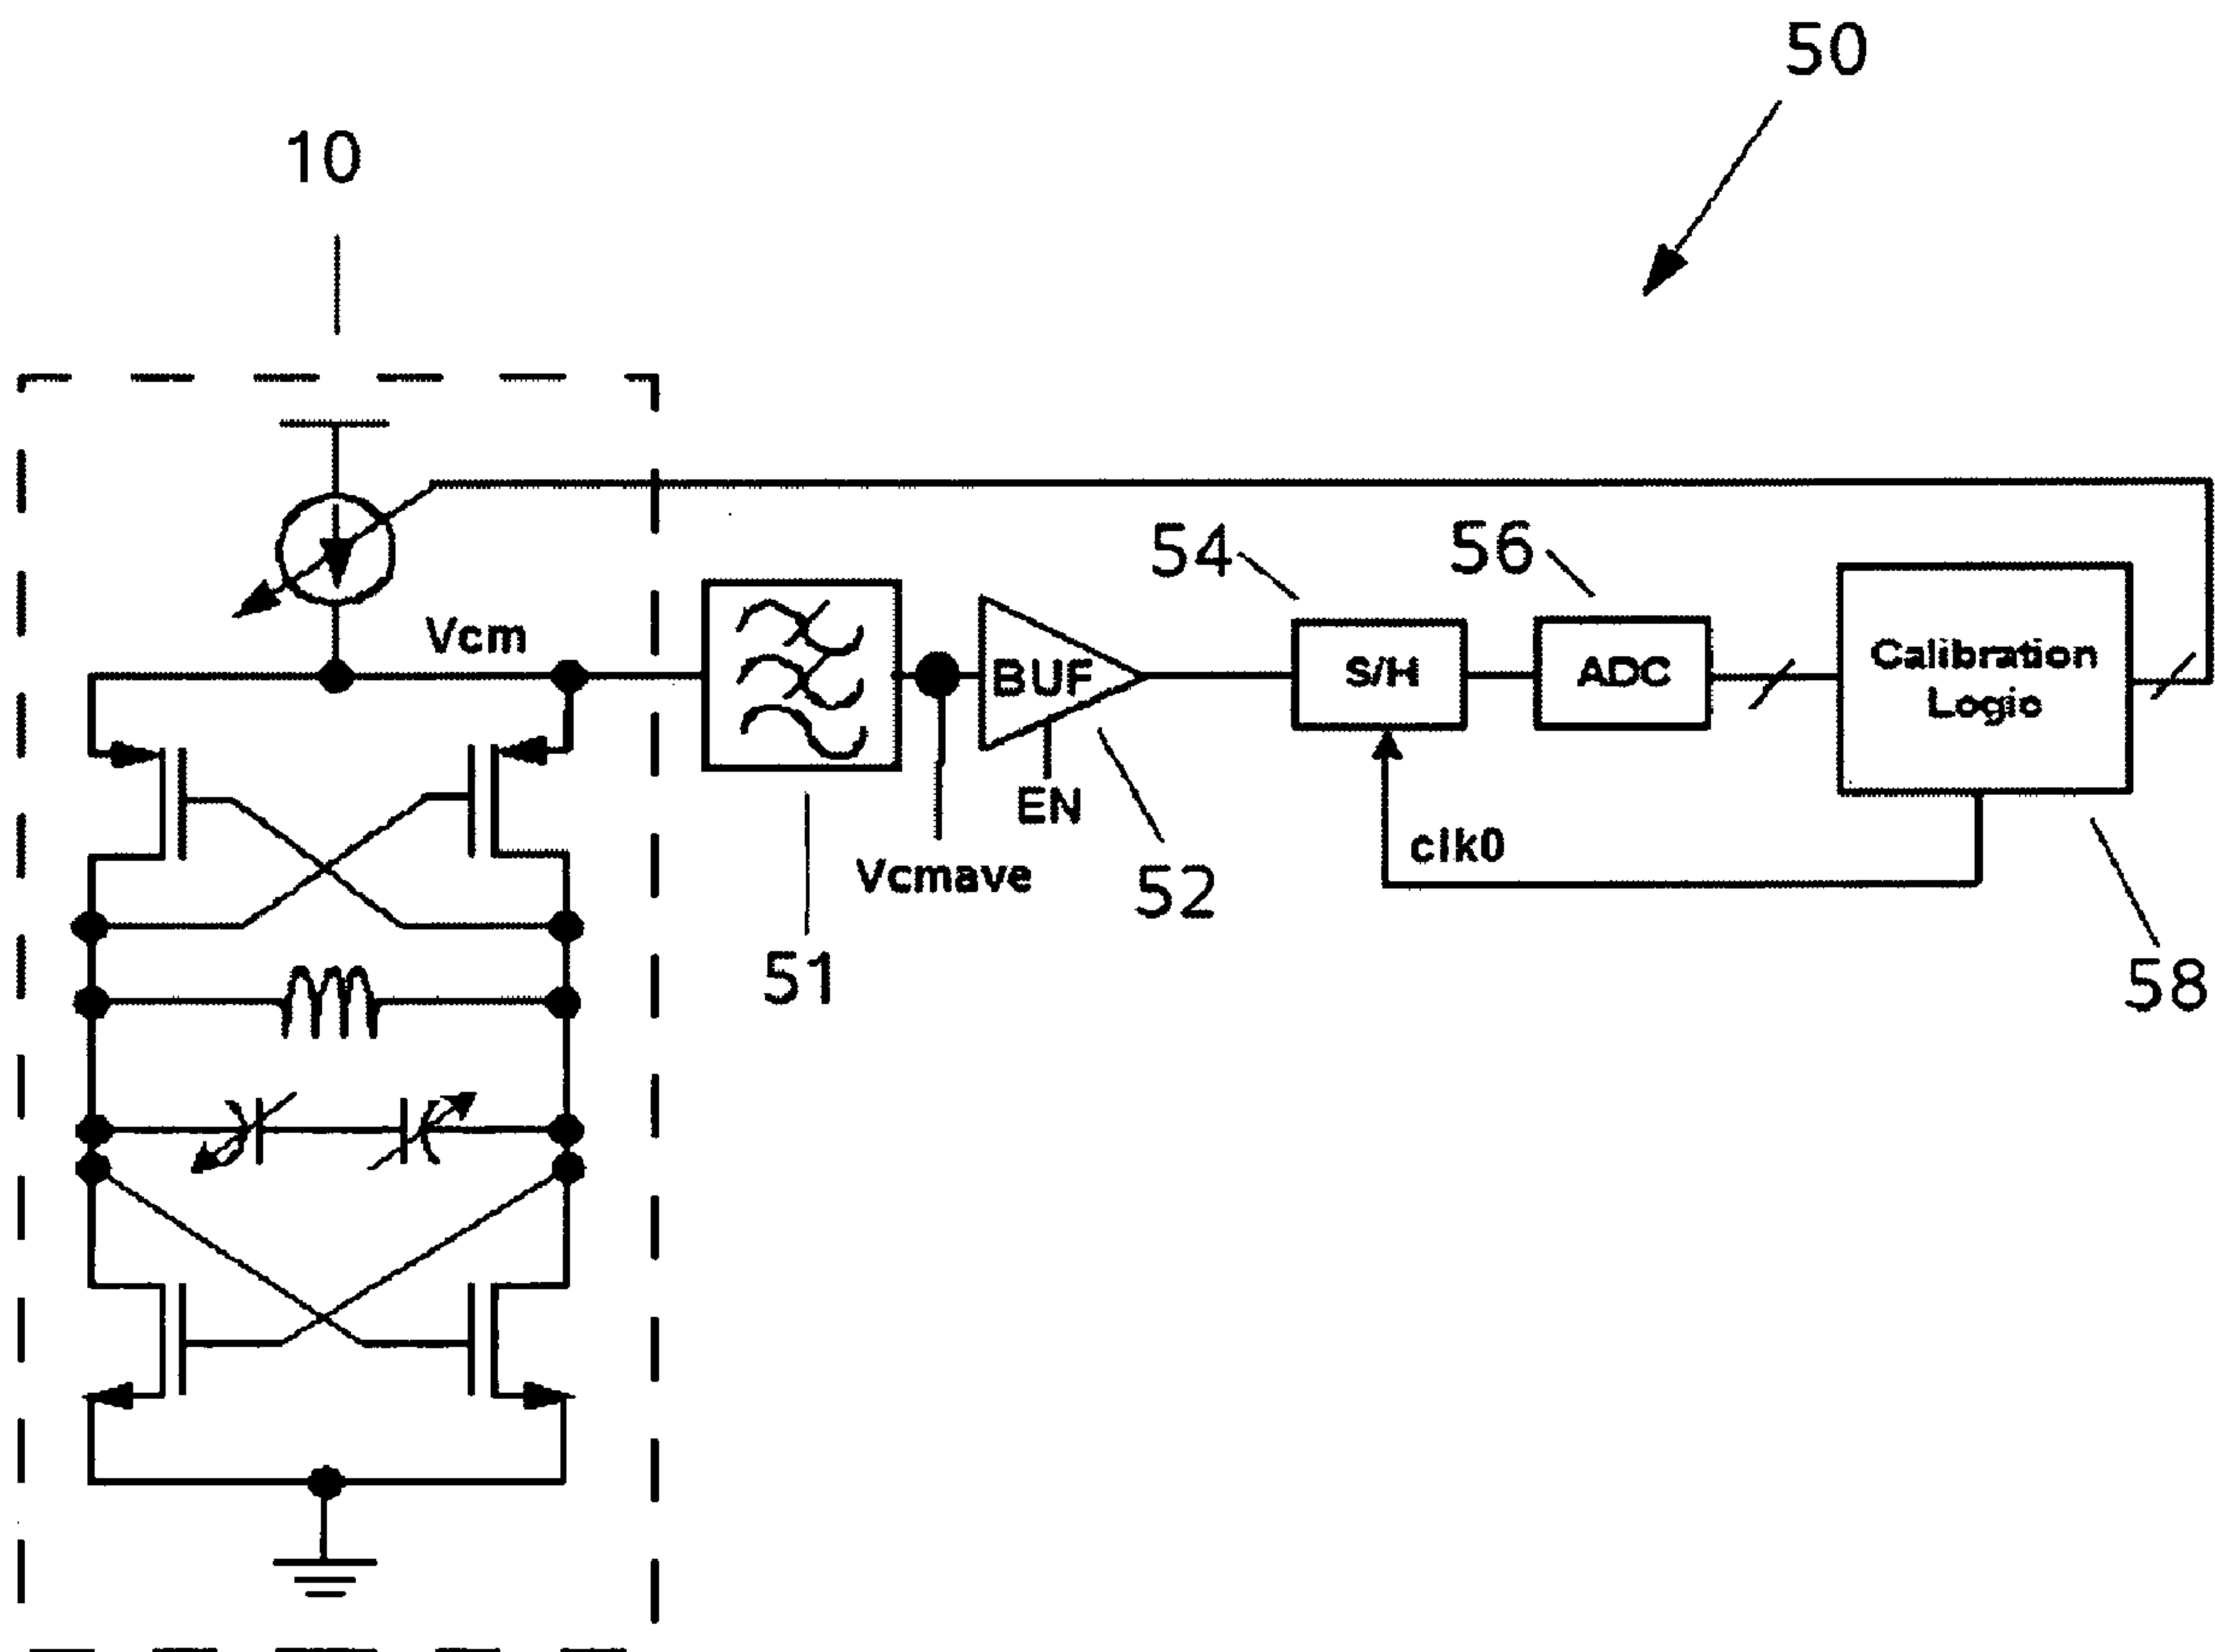 50
10
54
56
Vcm
BUF
S/H
ADC
Calibration
Logic
EN
clk0
Vcmave
52
51
58